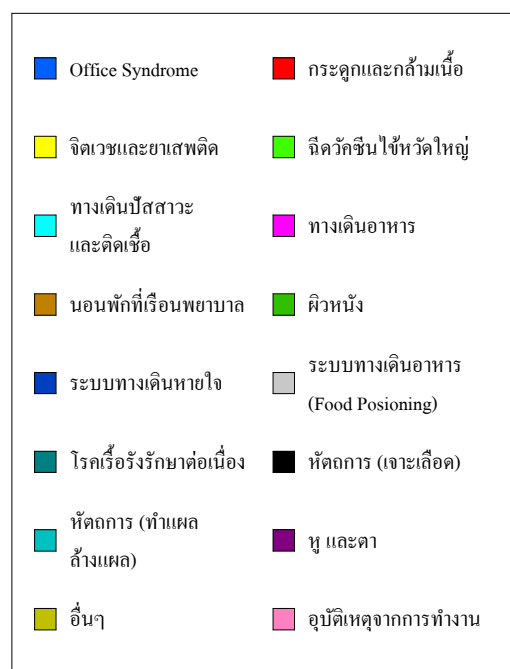 Office Syndrome
กระดูกและกล้ามเนื้อ
จิตเวชและยาเสพติด
ฉีดวัคซีนไข้หวัดใหญ่
ทางเดินปัสสาวะ
และติดเชื้อ
ทางเดินอาหาร
นอนพักที่เรือนพยาบาล
ผิวหนัง
ระบบทางเดินหายใจ
ระบบทางเดินอาหาร
(Food Posioning)
โรคเรื้อรังรักษาต่อเนื่อง
หัตถการ (เจาะเลือด)
หัตถการ (ทำแผล
ล้างแผล)
หู และตา
อื่นๆ
อุบัติเหตุจากการทำงาน